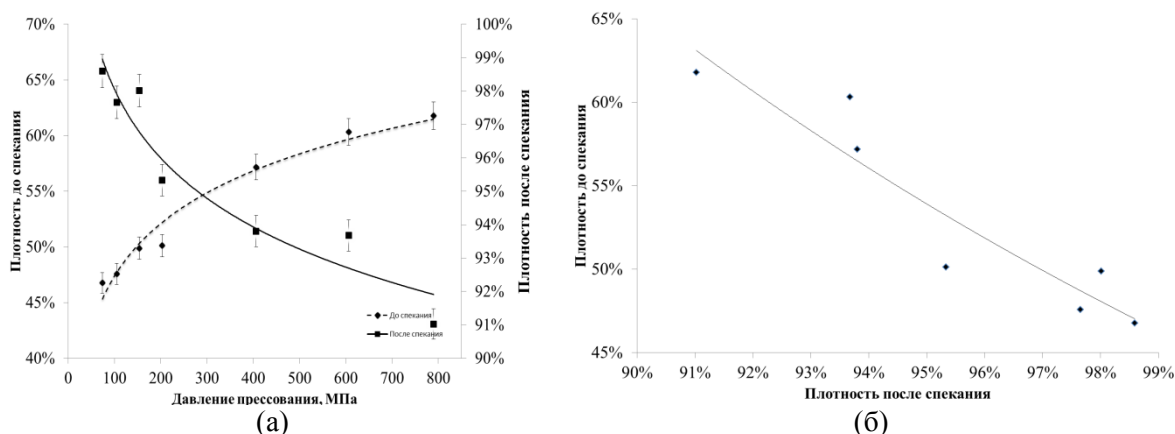 70%
65%
60%
55%
50%
45%
40%
Плотность до спекания
100%
99%
98%
97%
96%
95%
94%
93%
92%
91%
90%
Плотность после спекания
До спекания
После спекания
0 100 200 300 400 500 600 700 800
Давление прессования, МПа
(а)
65%
60%
55%
50%
45%
Плотность до спекания
90% 91% 92% 93% 94% 95% 96% 97% 98% 99%
Плотность после спекания
(б)